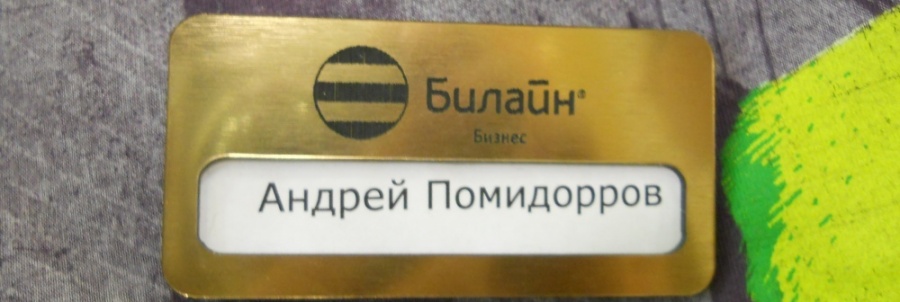 Билайн®
Бизнес
Андрей Помидорров